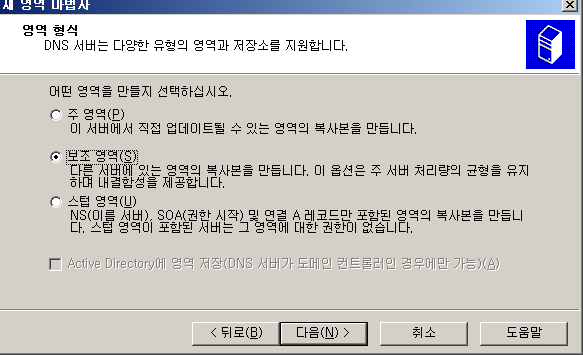 새 영역 마법사
영역 형식
DNS 서버는 다양한 유형의 영역과 저장소를 지원합니다.
어떤 영역을 만들지 선택하십시오.
주 영역(P)
이 서버에서 직접 업데이트될 수 있는 영역의 복사본을 만듭니다.
보조 영역(S)
다른 서버에 있는 영역의 복사본을 만듭니다. 이 옵션은 주 서버 처리량의 균형을 유지
하며 내결함성을 제공합니다.
스텁 영역(U)
NS(이름 서버), SOA(권한 시작) 및 연결 A 레코드만 포함된 영역의 복사본을 만듭니
다. 스텁 영역이 포함된 서버는 그 영역에 대한 권한이 없습니다.
Active Directory에 영역 저장(DNS 서버가 도메인 컨트롤러인 경우에만 가능)(A)
< 뒤로(B) 다음(N) > 취소 도움말